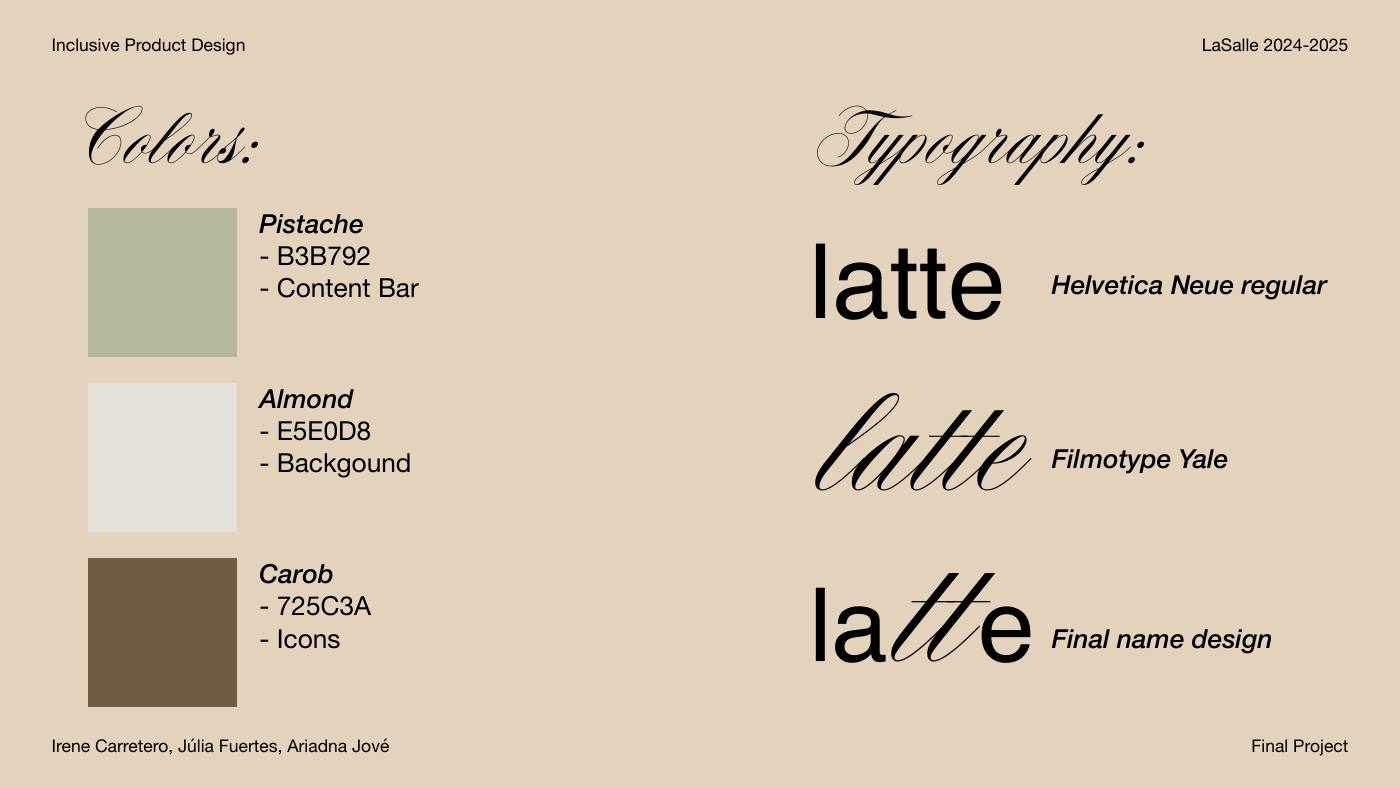 Inclusive Product Design
LaSalle 2024-2025
Colors:
Pistache
- B3B792
- Content Bar
Almond
- E5E0D8
- Backgound
Carob
- 725C3A
- Icons
Typography:
latte
Helvetica Neue regular
latte
Filmotype Yale
latte
Final name design
Irene Carretero, Júlia Fuertes, Ariadna Jové
Final Project